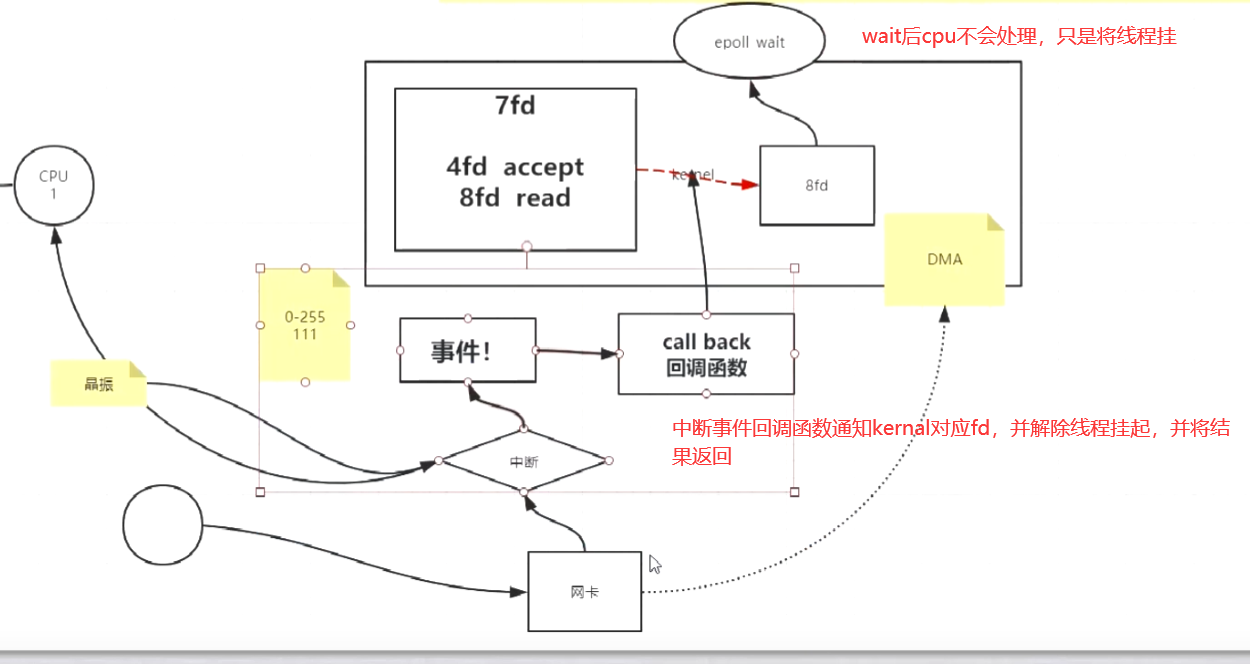 epoll wait
wait后cpu不会处理，只是将线程挂
7fd
4fd accept
8fd read
kernel
8fd
CPU
1
DMA
0-255
111
事件！
call back
回调函数
晶振
中断事件回调函数通知kernal对应fd，并解除线程挂起，并将结
果返回
中断
网卡